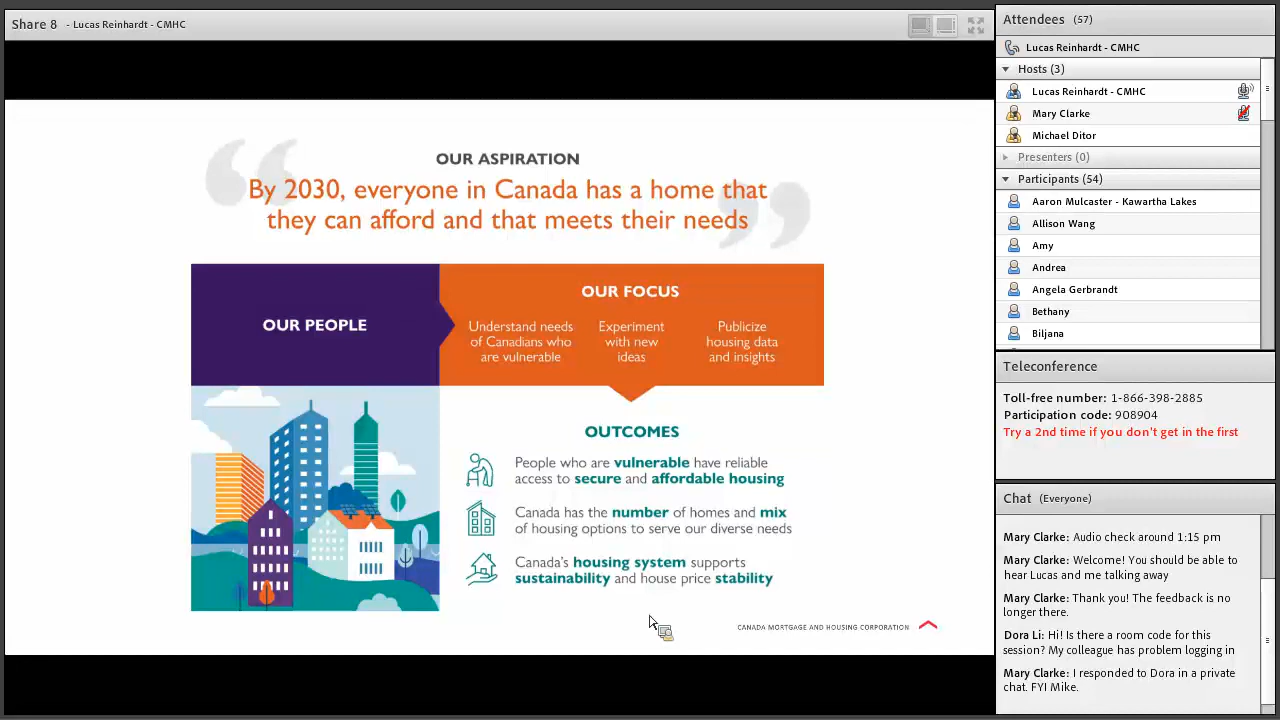 Share 8 - Lucas Reinhardt - CMHC
OUR ASPIRATION
By 2030, everyone in Canada has a home that
they can afford and that meets their needs
OUR PEOPLE
OUR FOCUS
Understand needs
of Canadians who
are vulnerable
Experiment
with new
ideas
Publicize
housing data
and insights
OUTCOMES
People who are vulnerable have reliable
access to secure and affordable housing
Canada has the number of homes and mix
of housing options to serve our diverse needs
Canada's housing system supports
sustainability and house price stability
CANADA MORTGAGE AND HOUSING CORPORATION
Attendees (57)
Lucas Reinhardt - CMHC
Hosts (3)
Lucas Reinhardt - CMHC
Mary Clarke
Michael Ditor
Presenters (0)
Participants (54)
Aaron Mulcaster - Kawartha Lakes
Allison Wang
Amy
Andrea
Angela Gerbrandt
Bethany
Biljana
Teleconference
Toll-free number: 1-866-398-2885
Participation code: 908904
Try a 2nd time if you don't get in the first
Chat (Everyone)
Mary Clarke: Audio check around 1:15 pm
Mary Clarke: Welcome! You should be able to
hear Lucas and me talking away
Mary Clarke: Thank you! The feedback is no
longer there.
Dora Li: Hi! Is there a room code for this
session? My colleague has problem logging in
Mary Clarke: I responded to Dora in a private
chat. FYI Mike.